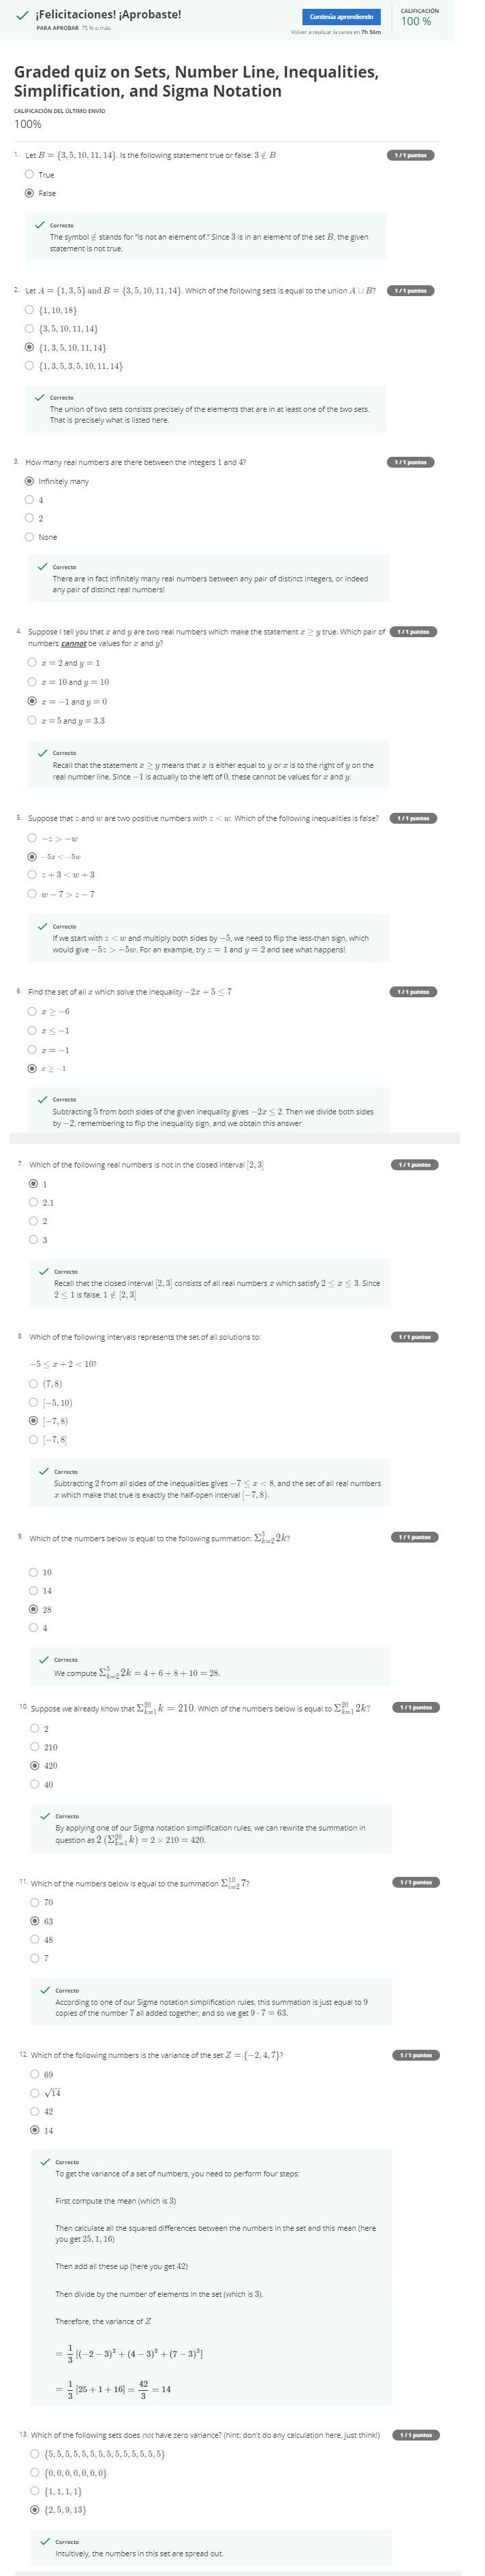 ¡Felicitaciones! ¡Aprobaste!
PARA APROBAR 75 % o más
Continúa aprendiendo
Volver a realizar la tarea en 7h 56m
CALIFICACIÓN
100 %
Graded quiz on Sets, Number Line, Inequalities,
Simplification, and Sigma Notation
CALIFICACIÓN DEL ÚLTIMO ENVÍO
100%
1. Let B = {3, 5, 10, 11, 14}. Is the following statement true or false: 3 ∉ B
1 / 1 puntos
True
False
Correcto
The symbol ∉ stands for "is not an element of." Since 3 is in an element of the set B, the given
statement is not true.
2. Let A = {1, 3, 5} and B = {3, 5, 10, 11, 14}. Which of the following sets is equal to the union A ∪ B?
1 / 1 puntos
{1, 10, 18}
{3, 5, 10, 11, 14}
{1, 3, 5, 10, 11, 14}
{1, 3, 5, 3, 5, 10, 11, 14}
Correcto
The union of two sets consists precisely of the elements that are in at least one of the two sets.
That is precisely what is listed here.
3. How many real numbers are there between the integers 1 and 4?
1 / 1 puntos
Infinitely many
4
2
None
Correcto
There are in fact infinitely many real numbers between any pair of distinct integers, or indeed
any pair of distinct real numbers!
4. Suppose I tell you that x and y are two real numbers which make the statement x ≥ y true. Which pair of
numbers cannot be values for x and y?
1 / 1 puntos
x = 2 and y = 1
x = 10 and y = 10
x = −1 and y = 0
x = 5 and y = 3.3
Correcto
Recall that the statement x ≥ y means that x is either equal to y or x is to the right of y on the
real number line. Since −1 is actually to the left of 0, these cannot be values for x and y.
5. Suppose that z and w are two positive numbers with z < w. Which of the following inequalities is false?
1 / 1 puntos
−z > −w
−5z < −5w
z + 3 < w + 3
w − 7 > z − 7
Correcto
If we start with z < w and multiply both sides by −5, we need to flip the less-than sign, which
would give −5z > −5w. For an example, try z = 1 and y = 2 and see what happens!
6. Find the set of all x which solve the inequality −2x + 5 ≤ 7
1 / 1 puntos
x ≥ −6
x ≤ −1
x = −1
x ≥ −1
Correcto
Subtracting 5 from both sides of the given inequality gives −2x ≤ 2. Then we divide both sides
by −2, remembering to flip the inequality sign, and we obtain this answer
7. Which of the following real numbers is not in the closed interval [2, 3]
1 / 1 puntos
1
2.1
2
3
Correcto
Recall that the closed interval [2, 3] consists of all real numbers x which satisfy 2 ≤ x ≤ 3. Since
2 ≤ 1 is false, 1 ∉ [2, 3]
8. Which of the following intervals represents the set of all solutions to:
1 / 1 puntos
−5 ≤ x + 2 < 10?
(7, 8)
[−5, 10)
[−7, 8)
[−7, 8]
Correcto
Subtracting 2 from all sides of the inequalities gives −7 ≤ x < 8, and the set of all real numbers
x which make that true is exactly the half-open interval [−7, 8).
9. Which of the numbers below is equal to the following summation: Σ_{k=2}^{5} 2k?
1 / 1 puntos
10
14
28
4
Correcto
We compute Σ_{k=2}^{5} 2k = 4 + 6 + 8 + 10 = 28.
10. Suppose we already know that Σ_{k=1}^{20} k = 210. Which of the numbers below is equal to Σ_{k=1}^{20} 2k?
1 / 1 puntos
2
210
420
40
Correcto
By applying one of our Sigma notation simplification rules, we can rewrite the summation in
question as 2 (Σ_{k=1}^{20} k) = 2 × 210 = 420.
11. Which of the numbers below is equal to the summation Σ_{i=2}^{10} 7?
1 / 1 puntos
70
63
48
7
Correcto
According to one of our Sigma notation simplification rules, this summation is just equal to 9
copies of the number 7 all added together, and so we get 9 · 7 = 63.
12. Which of the following numbers is the variance of the set Z = {−2, 4, 7}?
1 / 1 puntos
69
√14
42
14
Correcto
To get the variance of a set of numbers, you need to perform four steps:
First compute the mean (which is 3)
Then calculate all the squared differences between the numbers in the set and this mean (here
you get 25, 1, 16)
Then add all these up (here you get 42)
Then divide by the number of elements in the set (which is 3).
Therefore, the variance of Z
= 1/3 [(−2 − 3)² + (4 − 3)² + (7 − 3)²]
= 1/3 [25 + 1 + 16] = 42/3 = 14
13. Which of the following sets does not have zero variance? (hint: don't do any calculation here, just think!)
1 / 1 puntos
{5, 5, 5, 5, 5, 5, 5, 5, 5, 5, 5, 5, 5, 5}
{0, 0, 0, 0, 0, 0, 0}
{1, 1, 1, 1}
{2, 5, 9, 13}
Correcto
Intuitively, the numbers in this set are spread out.